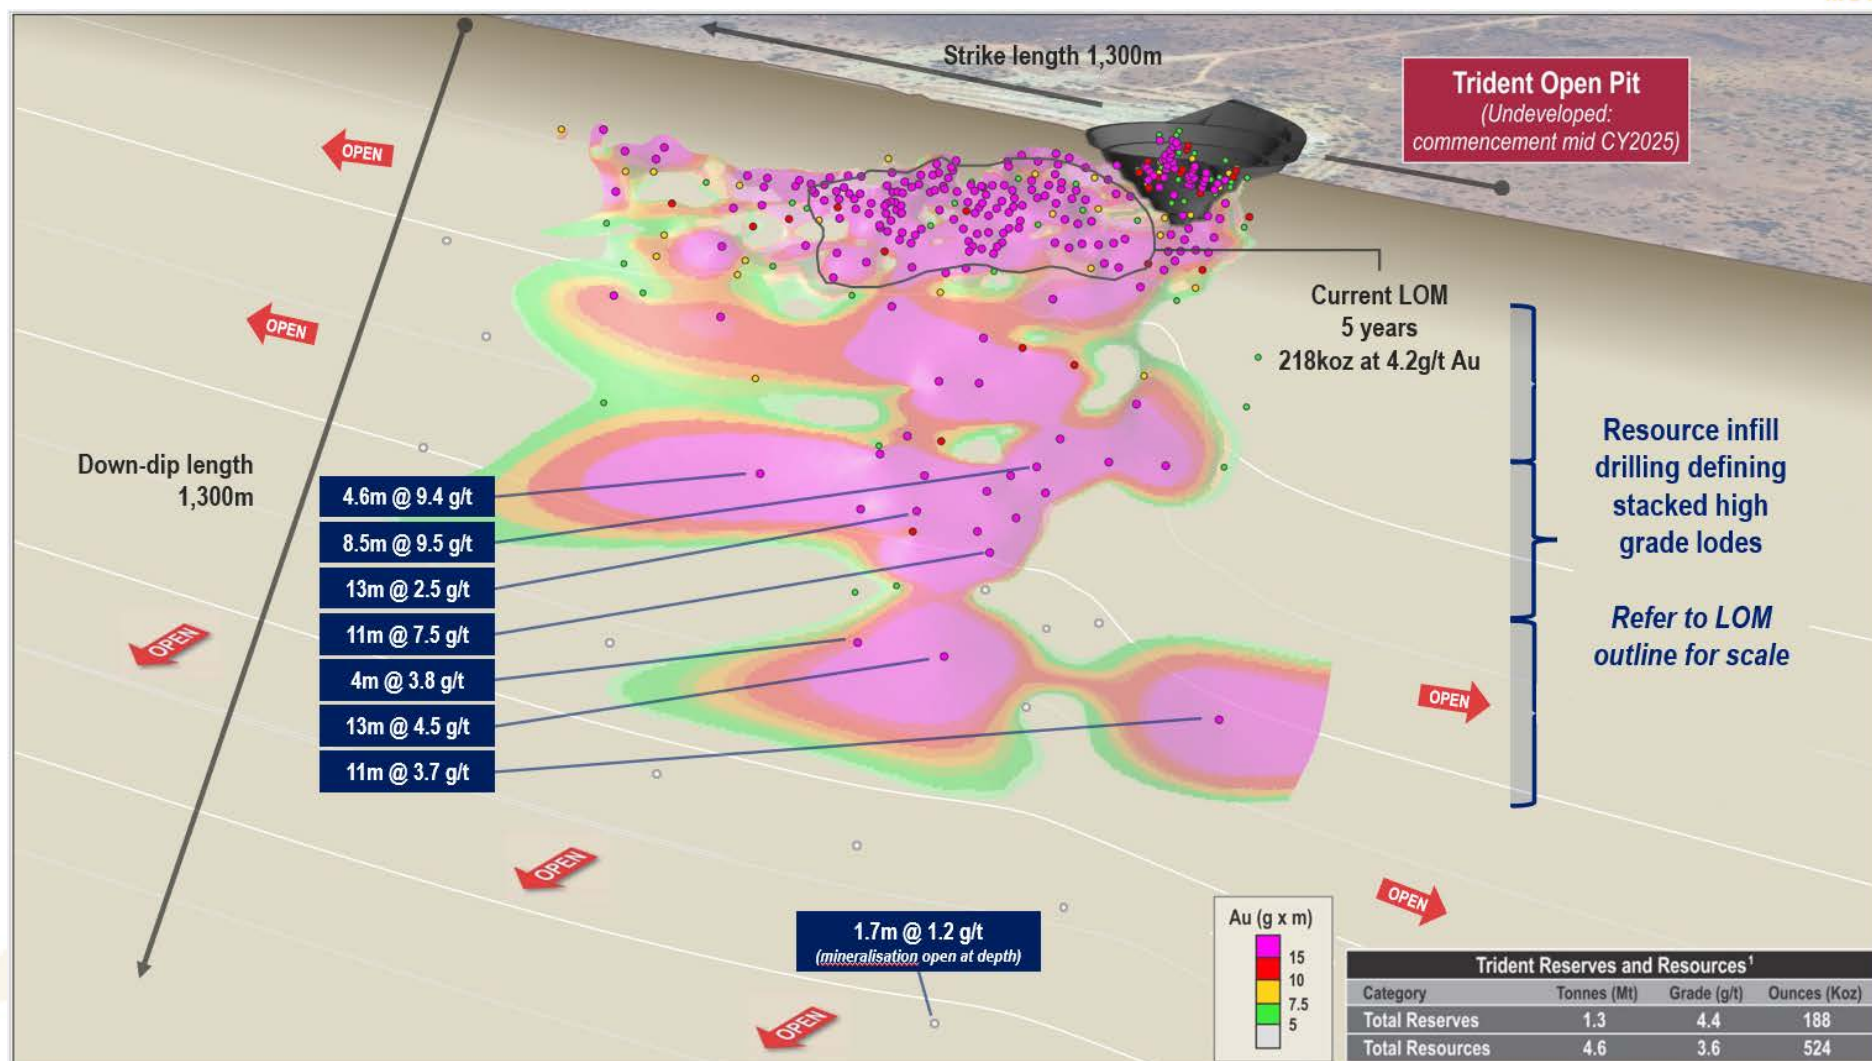 Strike length 1,300m
Trident Open Pit
(Undeveloped:
commencement mid CY2025)
OPEN
OPEN
Current LOM
5 years
218koz at 4.2g/t Au
Down-dip length
1,300m
4.6m @ 9.4 g/t
8.5m @ 9.5 g/t
13m @ 2.5 g/t
11m @ 7.5 g/t
4m @ 3.8 g/t
13m @ 4.5 g/t
11m @ 3.7 g/t
Resource infill
drilling defining
stacked high
grade lodes
Refer to LOM
outline for scale
OPEN
OPEN
OPEN
OPEN
1.7m @ 1.2 g/t
(mineralisation open at depth)
OPEN
Au (g x m)
15
10
7.5
5
Trident Reserves and Resources¹
Category Tonnes (Mt) Grade (g/t) Ounces (Koz)
Total Reserves 1.3 4.4 188
Total Resources 4.6 3.6 524